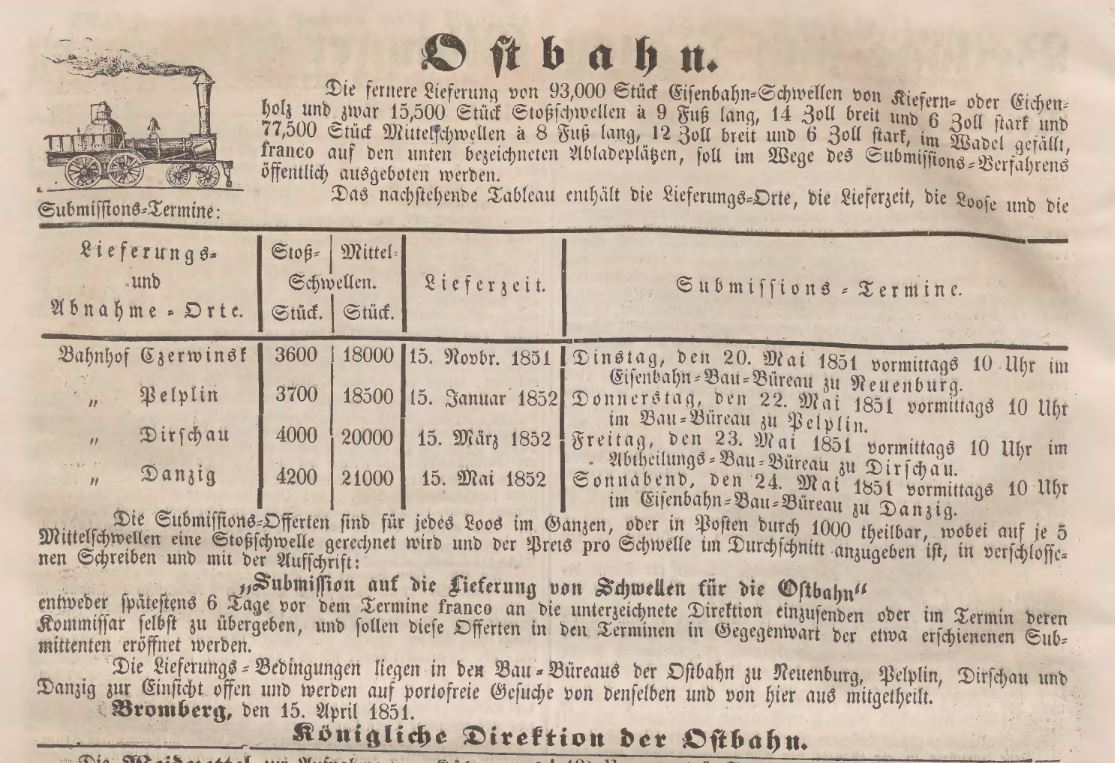 Ostbahn.
Die fernere Lieferung von 93,000 Stück Eisenbahn-Schwellen von Kiefern- oder Eichen-
holz und zwar 15,500 Stück Stoßschwellen à 9 Fuß lang, 14 Zoll breit und 6 Zoll stark und
77,500 Stück Mittelschwellen à 8 Fuß lang, 12 Zoll breit und 6 Zoll stark, im Wadel gefällt,
franco auf den unten bezeichneten Abladeplätzen, soll im Wege des Submissions-Verfahrens
öffentlich ausgeboten werden.
Das nachstehende Tableau enthält die Lieferungs-Orte, die Lieferzeit, die Loose und die
Submissions-Termine:
Lieferungs- und Abnahme-Orte. | Stoß- Schwellen. Stück. | Mittel- Schwellen. Stück. | Lieferzeit. | Submissions-Termine.
Bahnhof Czerwinsk 3600 18000 15. Novbr. 1851 Dinstag, den 20. Mai 1851 vormittags 10 Uhr im
Eisenbahn-Bau-Büreau zu Neuenburg.
„ Pelplin 3700 18500 15. Januar 1852 Donnerstag, den 22. Mai 1851 vormittags 10 Uhr
im Bau-Büreau zu Pelplin.
„ Dirschau 4000 20000 15. März 1852 Freitag, den 23. Mai 1851 vormittags 10 Uhr im
Abtheilungs-Bau-Büreau zu Dirschau.
„ Danzig 4200 21000 15. Mai 1852 Sonnabend, den 24. Mai 1851 vormittags 10 Uhr
im Eisenbahn-Bau-Büreau zu Danzig.
Die Submissions-Offerten sind für jedes Loos im Ganzen, oder in Posten durch 1000 theilbar, wobei auf je 5
Mittelschwellen eine Stoßschwelle gerechnet wird und der Preis pro Schwelle im Durchschnitt anzugeben ist, in verschlosse-
nen Schreiben und mit der Aufschrift:
„Submission auf die Lieferung von Schwellen für die Ostbahn“
entweder spätestens 6 Tage vor dem Termine franco an die unterzeichnete Direktion einzusenden oder im Termin deren
Kommissar selbst zu übergeben, und sollen diese Offerten in den Terminen in Gegegenwart der etwa erschienenen Sub-
mittenten eröffnet werden.
Die Lieferungs-Bedingungen liegen in den Bau-Büreaus der Ostbahn zu Neuenburg, Pelplin, Dirschau und
Danzig zur Einsicht offen und werden auf portofreie Gesuche von denselben und von hier aus mitgetheilt.
Bromberg, den 15. April 1851.
Königliche Direktion der Ostbahn.